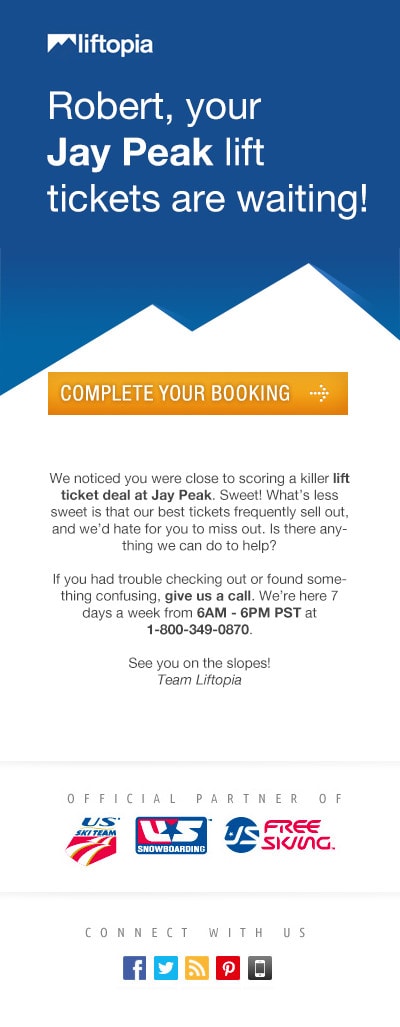 liftopia
Robert, your
Jay Peak lift
tickets are waiting!
COMPLETE YOUR BOOKING
We noticed you were close to scoring a killer lift
ticket deal at Jay Peak. Sweet! What's less
sweet is that our best tickets frequently sell out,
and we'd hate for you to miss out. Is there any-
thing we can do to help?
If you had trouble checking out or found some-
thing confusing, give us a call. We're here 7
days a week from 6AM - 6PM PST at
1-800-349-0870.
See you on the slopes!
Team Liftopia
OFFICIAL PARTNER OF
US
SKI TEAM
US
SNOWBOARDING
US
FREE
SKIING
CONNECT WITH US